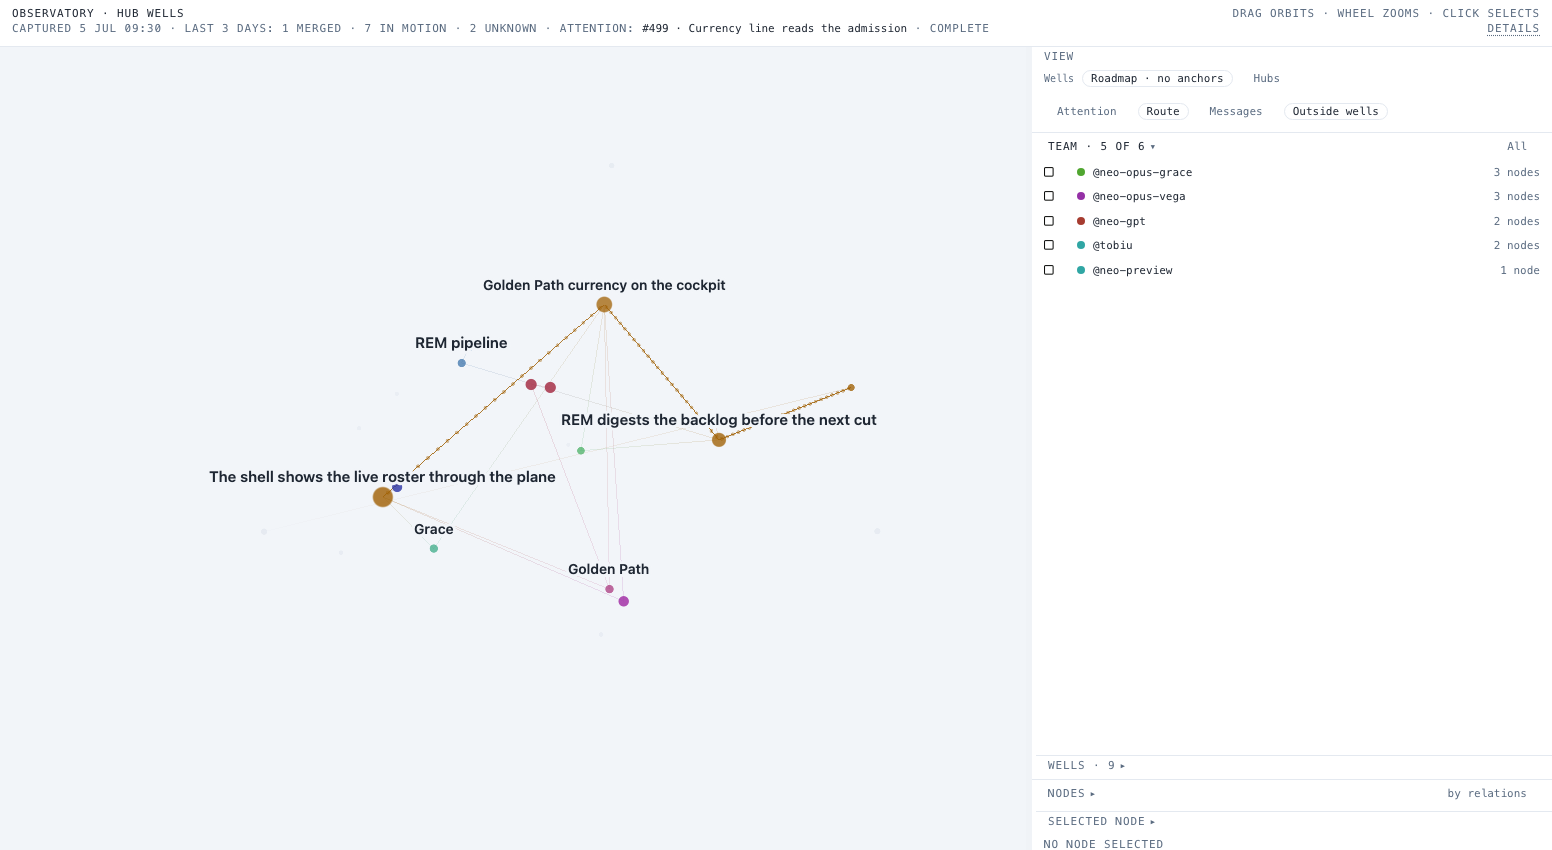 OBSERVATORY · HUB WELLS
CAPTURED 5 JUL 09:30 · LAST 3 DAYS: 1 MERGED · 7 IN MOTION · 2 UNKNOWN · ATTENTION: #499 · Currency line reads the admission · COMPLETE
DRAG ORBITS · WHEEL ZOOMS · CLICK SELECTS
DETAILS
Golden Path currency on the cockpit
REM pipeline
REM digests the backlog before the next cut
The shell shows the live roster through the plane
Grace
Golden Path
VIEW
Wells Roadmap · no anchors Hubs
Attention Route Messages Outside wells
TEAM · 5 OF 6 ▾ All
@neo-opus-grace 3 nodes
@neo-opus-vega 3 nodes
@neo-gpt 2 nodes
@tobiu 2 nodes
@neo-preview 1 node
WELLS · 9 ▸
NODES ▸ by relations
SELECTED NODE ▸
NO NODE SELECTED